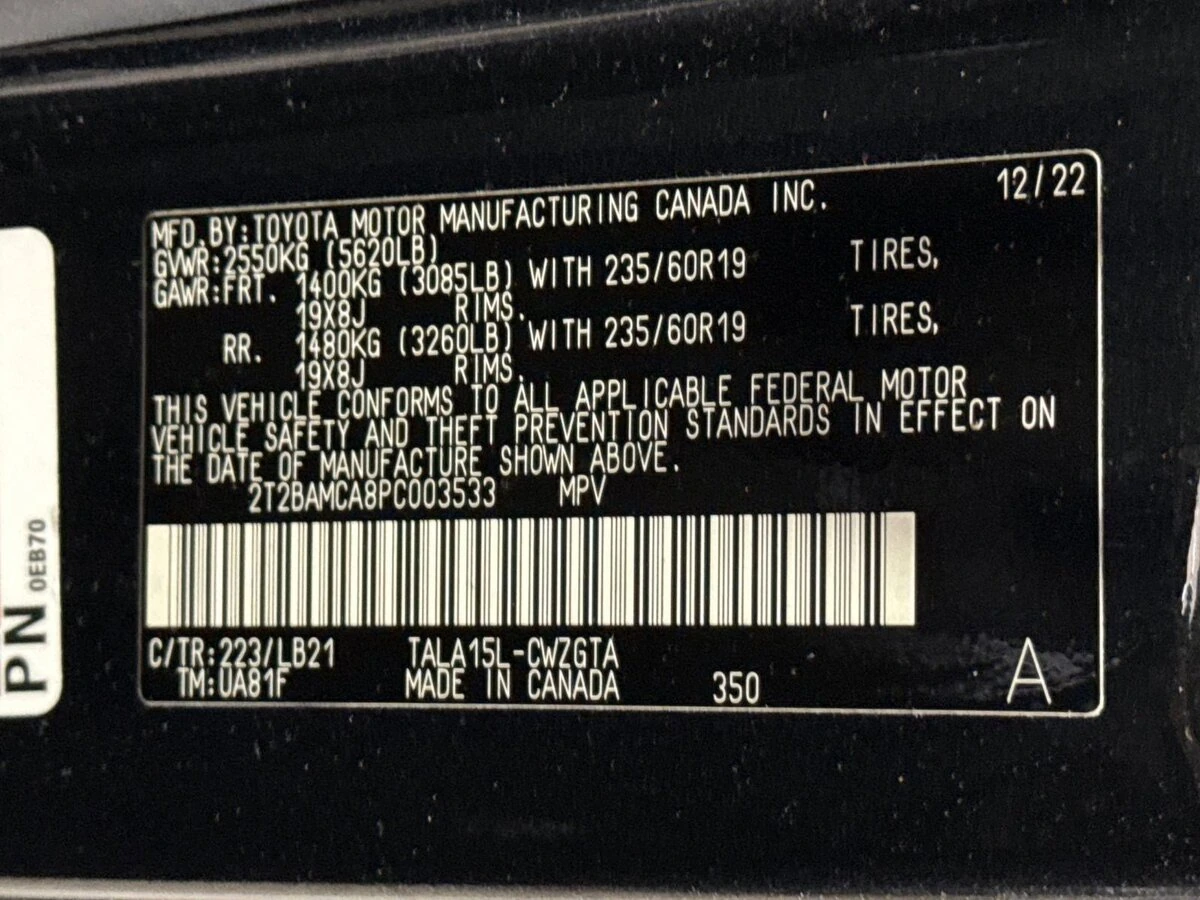 MFD.BY:TOYOTA MOTOR MANUFACTURING CANADA INC. 12/22
GVWR:2550KG (5620LB)
GAWR:FRT. 1400KG (3085LB) WITH 235/60R19 TIRES,
19X8J RIMS.
RR. 1480KG (3260LB) WITH 235/60R19 TIRES,
19X8J RIMS.
THIS VEHICLE CONFORMS TO ALL APPLICABLE FEDERAL MOTOR
VEHICLE SAFETY AND THEFT PREVENTION STANDARDS IN EFFECT ON
THE DATE OF MANUFACTURE SHOWN ABOVE.
2T2BAMCA8PC003533 MPV
C/TR:223/LB21 TALA15L-CWZGTA
TM:UA81F MADE IN CANADA 350 A
PN 0EB70